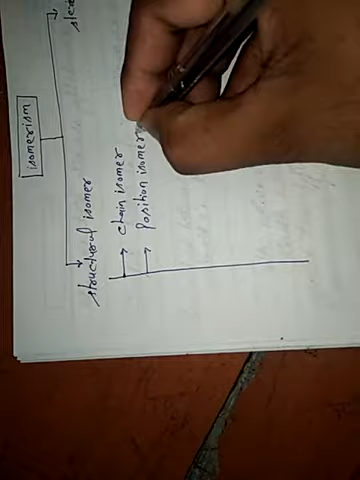 isomerism
structural isomer
chain isomer
position isomer